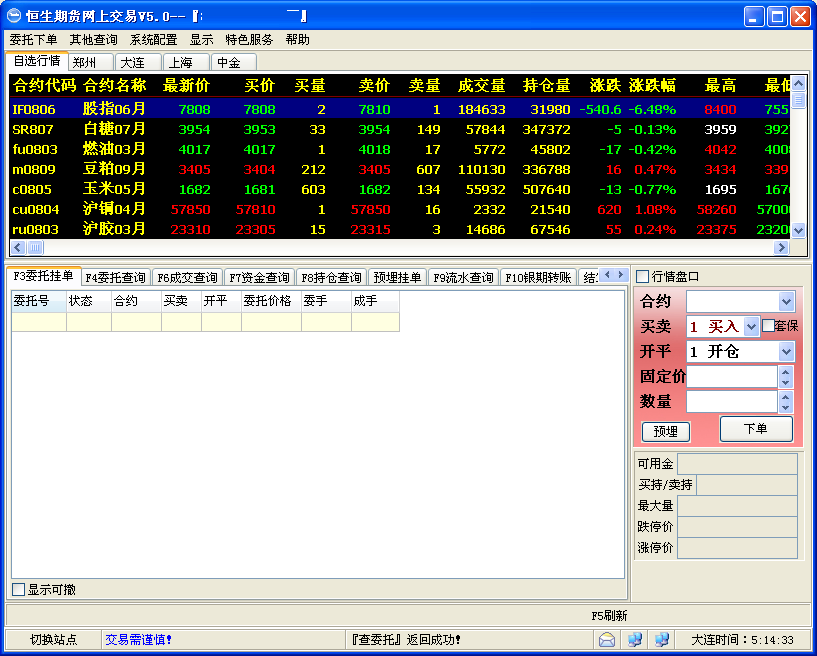 恒生期货网上交易V5.0--『:        』
委托下单 其他查询 系统配置 显示 特色服务 帮助
自选行情 郑州 大连 上海 中金
合约代码 合约名称 最新价 买价 买量 卖价 卖量 成交量 持仓量 涨跌 涨跌幅 最高 最低
IF0806 股指06月 7808 7808 2 7810 1 184633 31980 -540.6 -6.48% 8400 755
SR807 白糖07月 3954 3953 33 3954 149 57844 347372 -5 -0.13% 3959 392
fu0803 燃油03月 4017 4017 1 4018 17 5772 45802 -17 -0.42% 4042 400
m0809 豆粕09月 3405 3404 212 3405 607 110130 336788 16 0.47% 3434 339
c0805 玉米05月 1682 1681 603 1682 134 55932 507640 -13 -0.77% 1695 167
cu0804 沪铜04月 57850 57810 1 57850 16 2332 21540 620 1.08% 58260 5700
ru0803 沪胶03月 23310 23305 15 23315 3 14686 67546 55 0.24% 23375 2320
F3委托挂单 F4委托查询 F6成交查询 F7资金查询 F8持仓查询 预埋挂单 F9流水查询 F10银期转账 结
委托号 状态 合约 买卖 开平 委托价格 委手 成手
显示可撤
行情盘口
合约
买卖 1 买入 套保
开平 1 开仓
固定价
数量
预埋 下单
可用金
买持/卖持
最大量
跌停价
涨停价
F5刷新
切换站点 交易需谨慎! 『查委托』返回成功! 大连时间：5:14:33